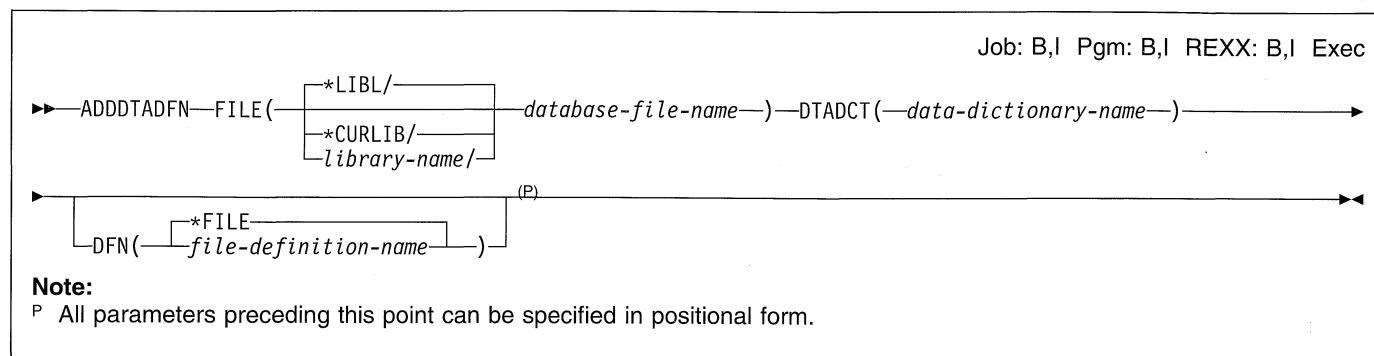 Job: B,I Pgm: B,I REXX: B,I Exec
*LIBL/
ADDDTADFN FILE( database-file-name ) DTADCT( data-dictionary-name )
*CURLIB/
library-name/
(P)
*FILE
DFN( file-definition-name )
Note:
P All parameters preceding this point can be specified in positional form.